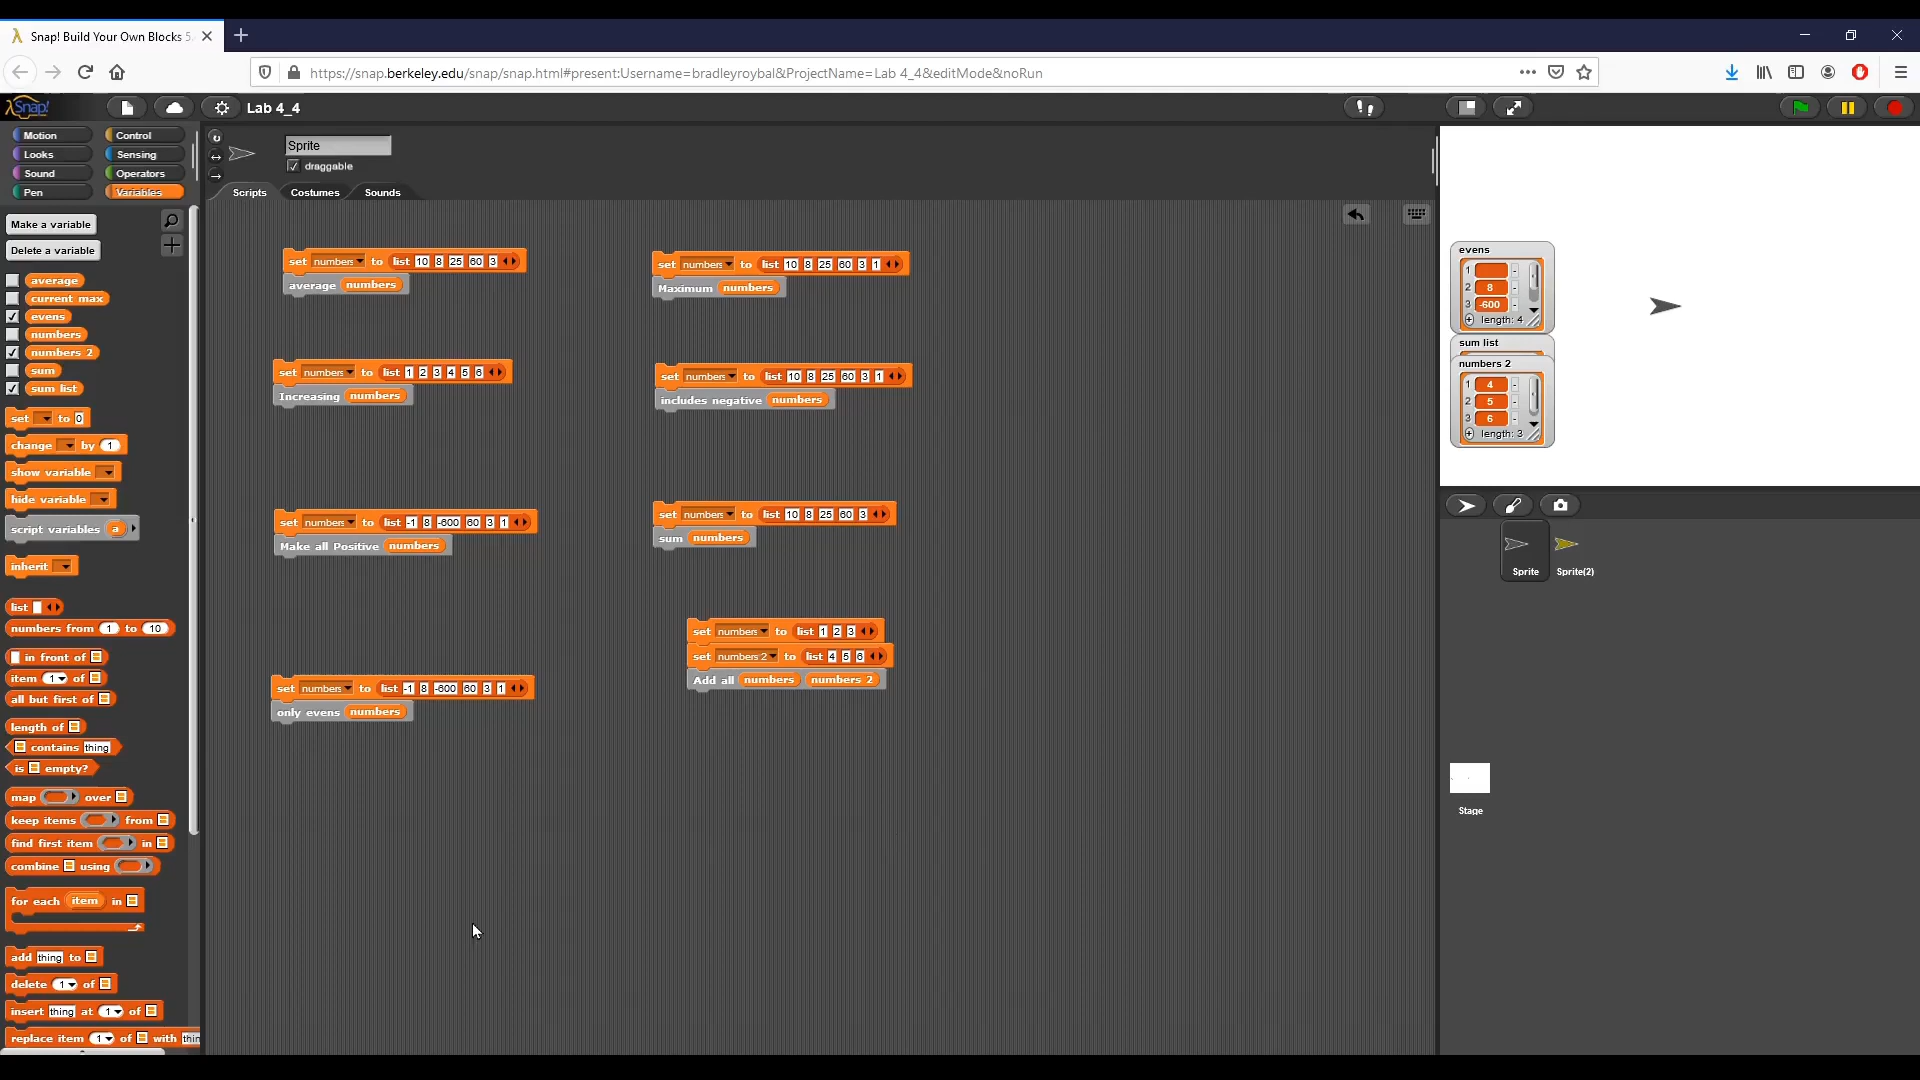 Snap! Build Your Own Blocks 5.
https://snap.berkeley.edu/snap/snap.html#present:Username=bradleyroybal&ProjectName=Lab 4_4&editMode&noRun
Snap!
Lab 4_4
Motion
Control
Looks
Sensing
Sound
Operators
Pen
Variables
Sprite
draggable
Scripts
Costumes
Sounds
Make a variable
Delete a variable
average
current max
evens
numbers
numbers 2
sum
sum list
set to 0
change by 1
show variable
hide variable
script variables a
inherit
list
numbers from 1 to 10
in front of
item 1 of
all but first of
length of
contains thing
is empty?
map over
keep items from
find first item in
combine using
for each item in
add thing to
delete 1 of
insert thing at 1 of
replace item 1 of with thin
set numbers to list 10 8 25 60 3
average numbers
set numbers to list 10 8 25 60 3 1
Maximum numbers
set numbers to list 1 2 3 4 5 6
Increasing numbers
set numbers to list 10 8 25 60 3 1
includes negative numbers
set numbers to list -1 8 -600 60 3 1
Make all Positive numbers
set numbers to list 10 8 25 60 3
sum numbers
set numbers to list 1 2 3
set numbers 2 to list 4 5 6
Add all numbers numbers 2
set numbers to list -1 8 -600 60 3 1
only evens numbers
evens
1 -
2 8 -
3 -600 -
+ length: 4
sum list
numbers 2
1 4 -
2 5 -
3 6 -
+ length: 3
Sprite
Sprite(2)
Stage